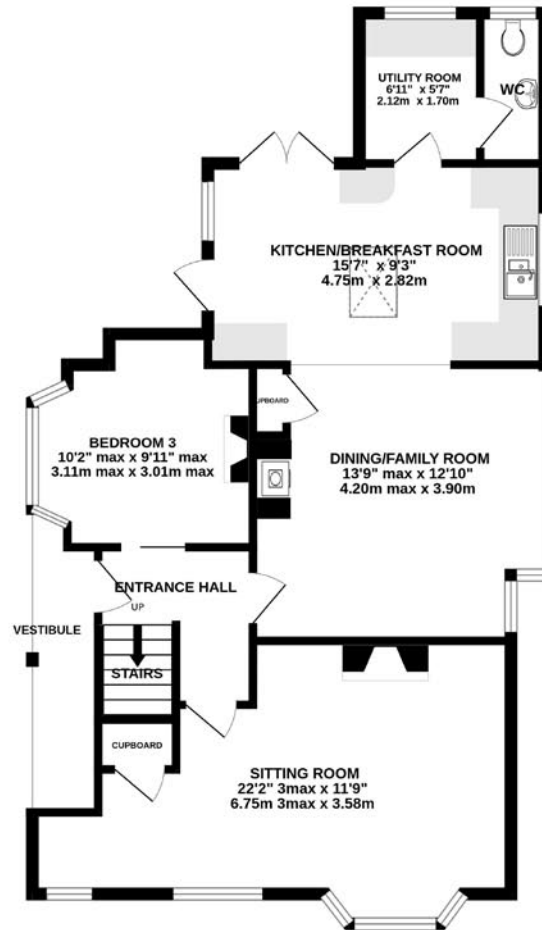 UTILITY ROOM
6'11" x 5'7"
2.12m x 1.70m
WC
KITCHEN/BREAKFAST ROOM
15'7" x 9'3"
4.75m x 2.82m
UPBOARD
BEDROOM 3
10'2" max x 9'11" max
3.11m max x 3.01m max
DINING/FAMILY ROOM
13'9" max x 12'10"
4.20m max x 3.90m
ENTRANCE HALL
UP
VESTIBULE
STAIRS
CUPBOARD
SITTING ROOM
22'2" 3max x 11'9"
6.75m 3max x 3.58m